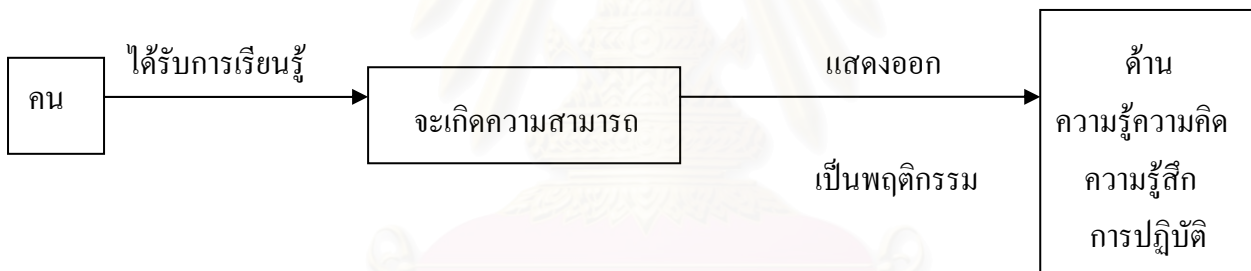 คน
ได้รับการเรียนรู้
จะเกิดความสามารถ
แสดงออก
เป็นพฤติกรรม
ด้าน
ความรู้ความคิด
ความรู้สึก
การปฏิบัติ